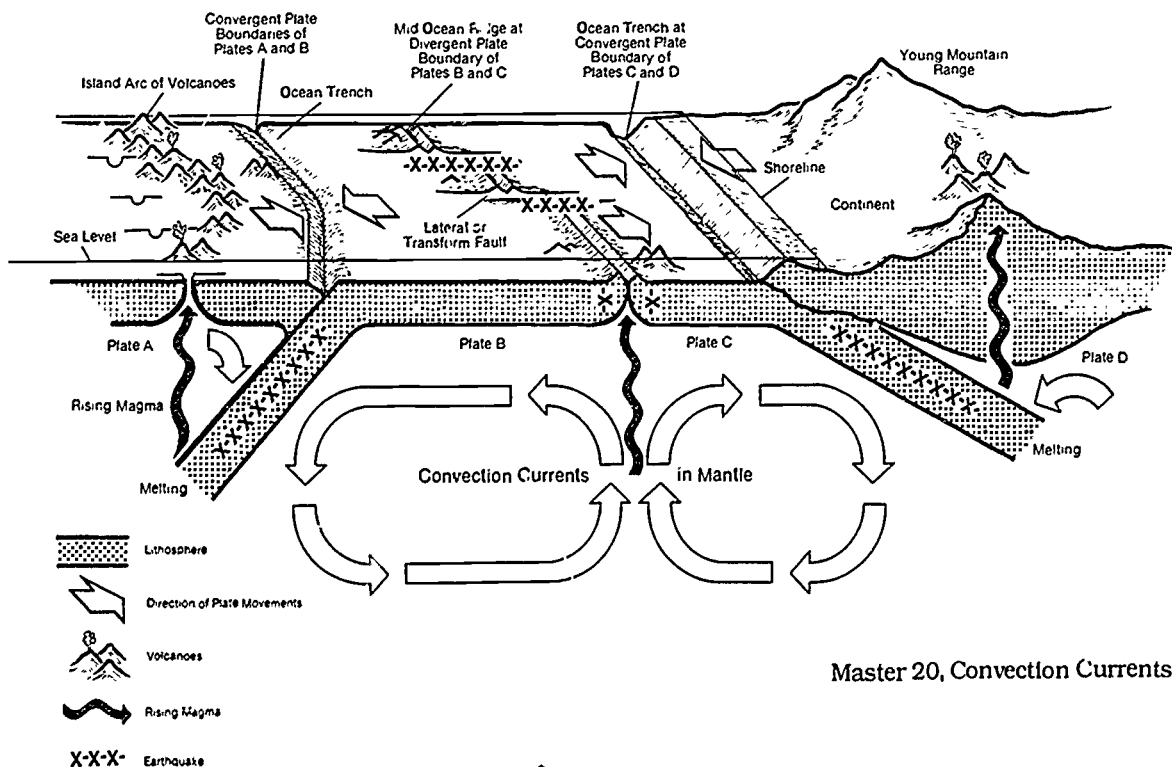 Convergent Plate
Boundaries of
Plates A and B
Mid Ocean Ridge at
Divergent Plate
Boundary of
Plates B and C
Ocean Trench at
Convergent Plate
Boundary of
Plates C and D
Young Mountain
Range
Island Arc of Volcanoes
Ocean Trench
Shoreline
Continent
Lateral or
Transform Fault
Sea Level
Plate A
Plate B
Plate C
Plate D
Rising Magma
Melting
Convection Currents
in Mantle
Melting
Lithosphere
Direction of Plate Movements
Volcanoes
Rising Magma
X-X-X- Earthquake
Master 20, Convection Currents